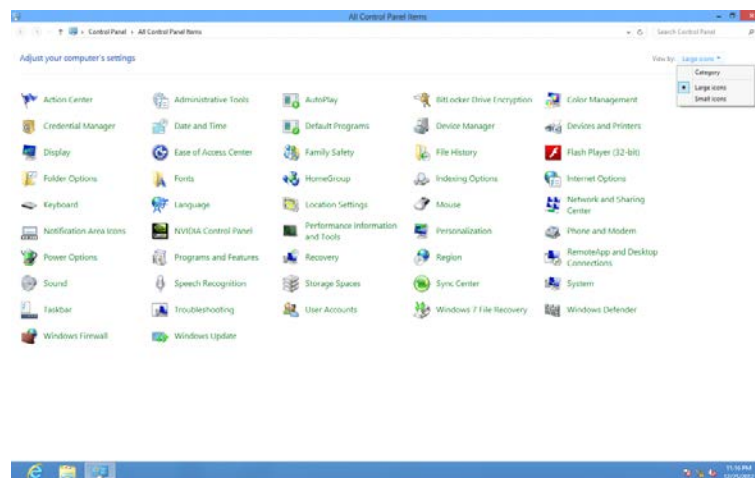 All Control Panel Items
Control Panel › All Control Panel Items
Search Control Panel
Adjust your computer's settings
View by: Large icons
Category
Large icons
Small icons
Action Center
Administrative Tools
AutoPlay
BitLocker Drive Encryption
Color Management
Credential Manager
Date and Time
Default Programs
Device Manager
Devices and Printers
Display
Ease of Access Center
Family Safety
File History
Flash Player (32-bit)
Folder Options
Fonts
HomeGroup
Indexing Options
Internet Options
Keyboard
Language
Location Settings
Mouse
Network and Sharing
Center
Notification Area Icons
NVIDIA Control Panel
Performance Information
and Tools
Personalization
Phone and Modem
Power Options
Programs and Features
Recovery
Region
RemoteApp and Desktop
Connections
Sound
Speech Recognition
Storage Spaces
Sync Center
System
Taskbar
Troubleshooting
User Accounts
Windows 7 File Recovery
Windows Defender
Windows Firewall
Windows Update
11:16 PM